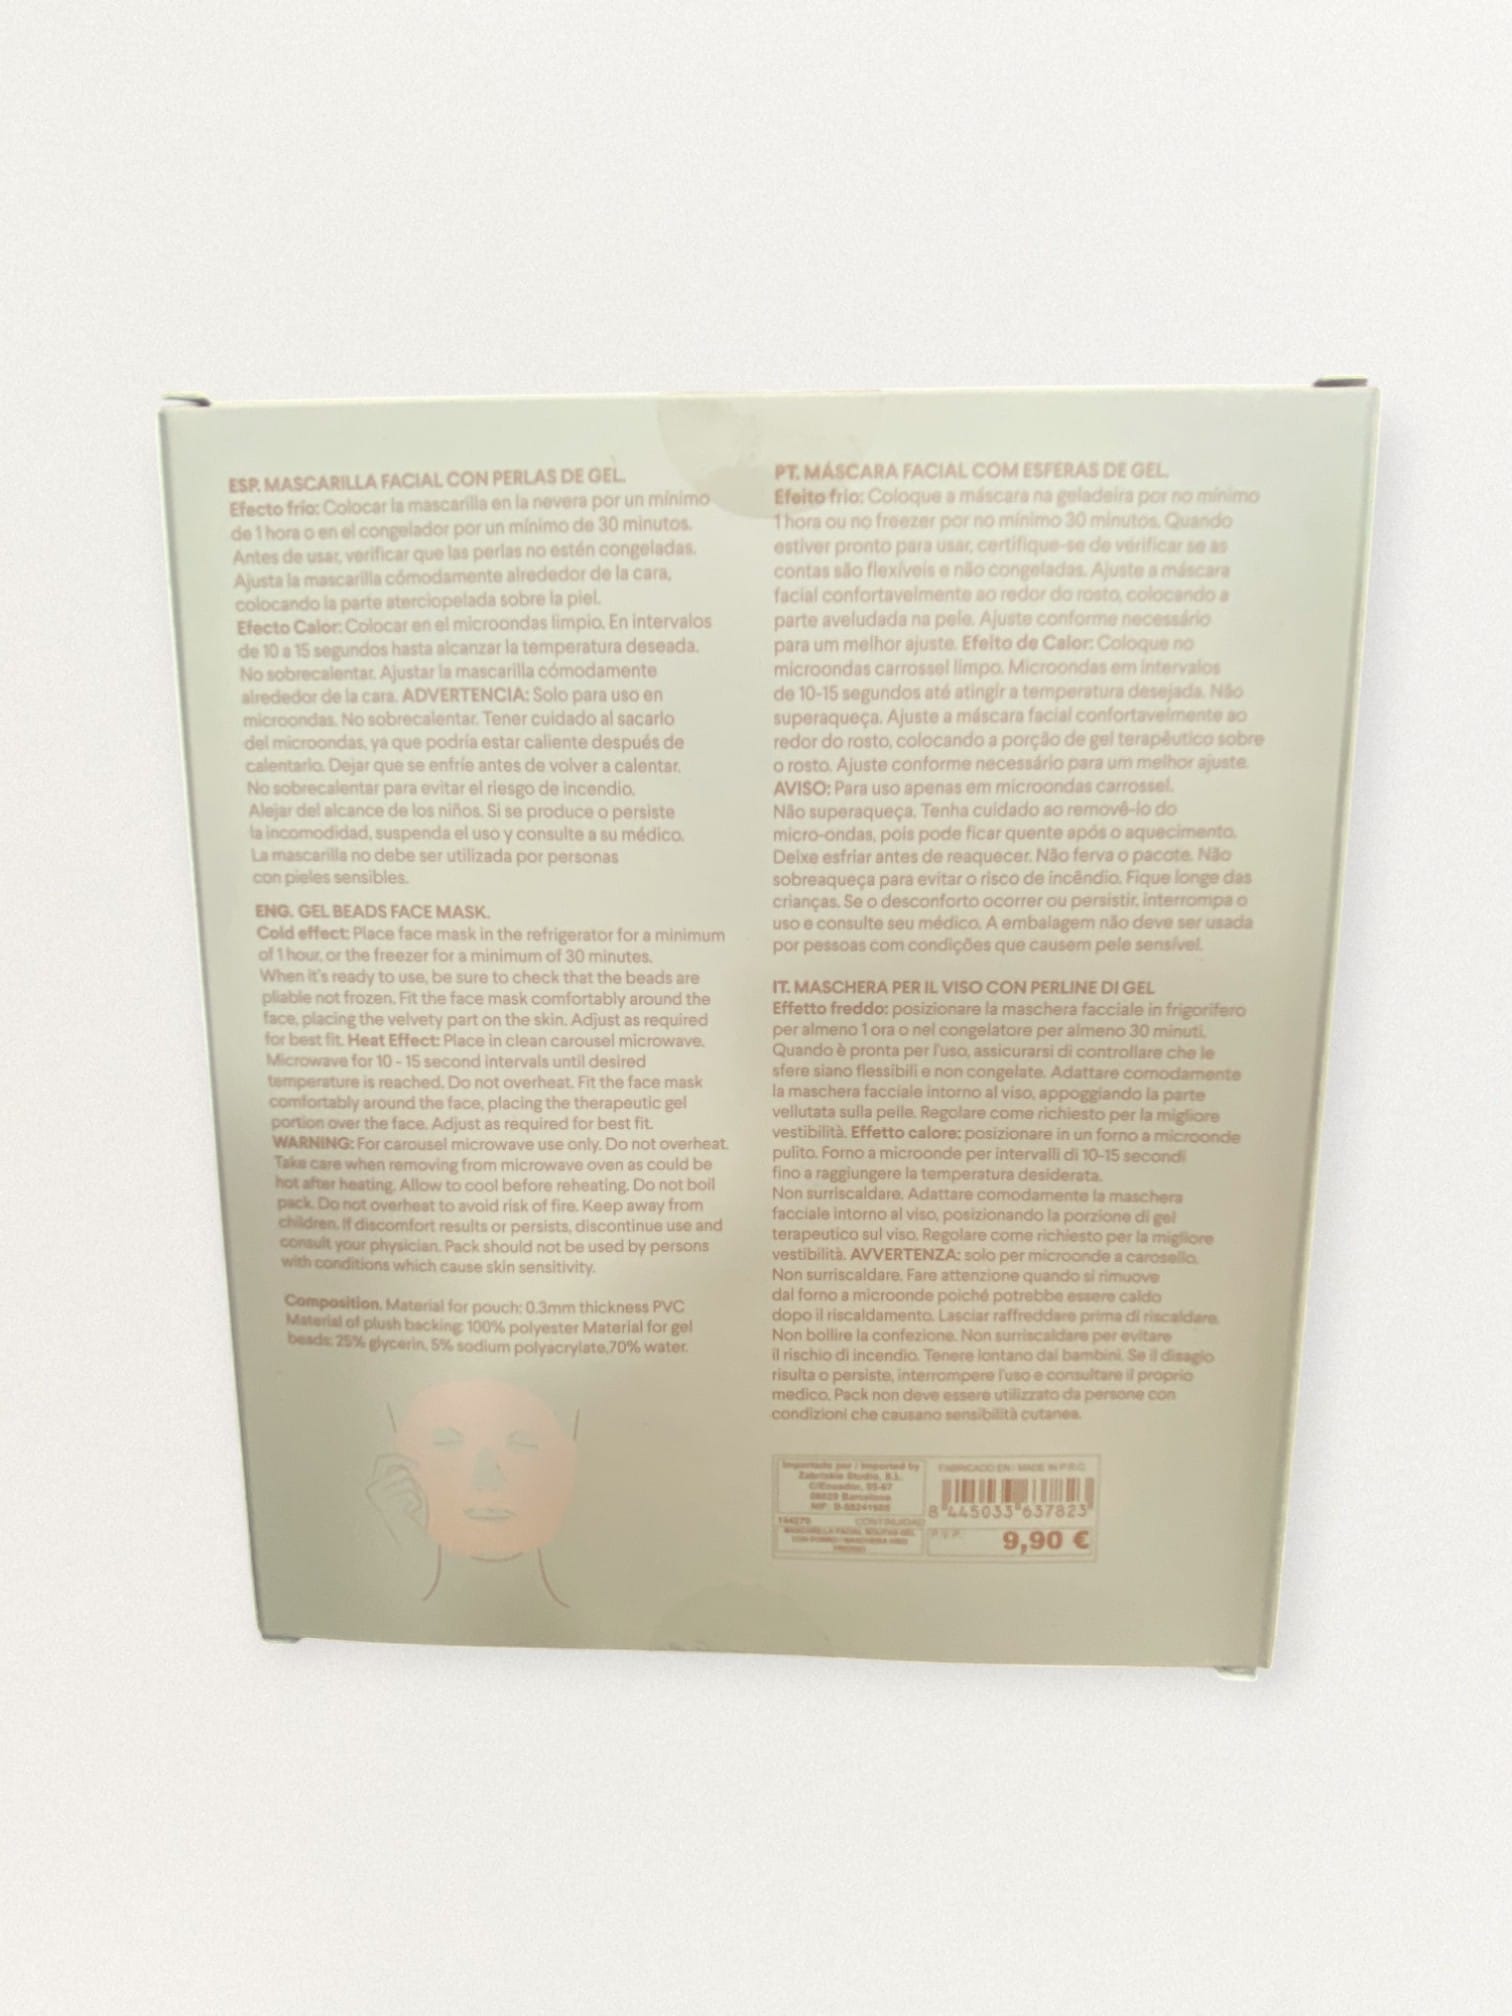 ESP. MASCARILLA FACIAL CON PERLAS DE GEL.
Efecto frío: Colocar la mascarilla en la nevera por un mínimo
de 1 hora o en el congelador por un mínimo de 30 minutos.
Antes de usar, verificar que las perlas no estén congeladas.
Ajusta la mascarilla cómodamente alrededor de la cara,
colocando la parte aterciopelada sobre la piel.
Efecto Calor: Colocar en el microondas limpio. En intervalos
de 10 a 15 segundos hasta alcanzar la temperatura deseada.
No sobrecalentar. Ajustar la mascarilla cómodamente
alrededor de la cara. ADVERTENCIA: Solo para uso en
microondas. No sobrecalentar. Tener cuidado al sacarlo
del microondas, ya que podría estar caliente después de
calentarlo. Dejar que se enfríe antes de volver a calentar.
No sobrecalentar para evitar el riesgo de incendio.
Alejar del alcance de los niños. Si se produce o persiste
la incomodidad, suspenda el uso y consulte a su médico.
La mascarilla no debe ser utilizada por personas
con pieles sensibles.
ENG. GEL BEADS FACE MASK.
Cold effect: Place face mask in the refrigerator for a minimum
of 1 hour, or the freezer for a minimum of 30 minutes.
When it's ready to use, be sure to check that the beads are
pliable not frozen. Fit the face mask comfortably around the
face, placing the velvety part on the skin. Adjust as required
for best fit. Heat Effect: Place in clean carousel microwave.
Microwave for 10 - 15 second intervals until desired
temperature is reached. Do not overheat. Fit the face mask
comfortably around the face, placing the therapeutic gel
portion over the face. Adjust as required for best fit.
WARNING: For carousel microwave use only. Do not overheat.
Take care when removing from microwave oven as could be
hot after heating. Allow to cool before reheating. Do not boil
pack. Do not overheat to avoid risk of fire. Keep away from
children. If discomfort results or persists, discontinue use and
consult your physician. Pack should not be used by persons
with conditions which cause skin sensitivity.
Composition. Material for pouch: 0.3mm thickness PVC
Material of plush backing: 100% polyester Material for gel
beads: 25% glycerin, 5% sodium polyacrylate,70% water.
PT. MÁSCARA FACIAL COM ESFERAS DE GEL.
Efeito frio: Coloque a máscara na geladeira por no mínimo
1 hora ou no freezer por no mínimo 30 minutos. Quando
estiver pronto para usar, certifique-se de verificar se as
contas são flexíveis e não congeladas. Ajuste a máscara
facial confortavelmente ao redor do rosto, colocando a
parte aveludada na pele. Ajuste conforme necessário
para um melhor ajuste. Efeito de Calor: Coloque no
microondas carrossel limpo. Microondas em intervalos
de 10-15 segundos até atingir a temperatura desejada. Não
superaqueça. Ajuste a máscara facial confortavelmente ao
redor do rosto, colocando a porção de gel terapêutico sobre
o rosto. Ajuste conforme necessário para um melhor ajuste.
AVISO: Para uso apenas em microondas carrossel.
Não superaqueça. Tenha cuidado ao removê-lo do
micro-ondas, pois pode ficar quente após o aquecimento.
Deixe esfriar antes de reaquecer. Não ferva o pacote. Não
sobreaqueça para evitar o risco de incêndio. Fique longe das
crianças. Se o desconforto ocorrer ou persistir, interrompa o
uso e consulte seu médico. A embalagem não deve ser usada
por pessoas com condições que causem pele sensível.
IT. MASCHERA PER IL VISO CON PERLINE DI GEL
Effetto freddo: posizionare la maschera facciale in frigorifero
per almeno 1 ora o nel congelatore per almeno 30 minuti.
Quando è pronta per l'uso, assicurarsi di controllare che le
sfere siano flessibili e non congelate. Adattare comodamente
la maschera facciale intorno al viso, appoggiando la parte
vellutata sulla pelle. Regolare come richiesto per la migliore
vestibilità. Effetto calore: posizionare in un forno a microonde
pulito. Forno a microonde per intervalli di 10-15 secondi
fino a raggiungere la temperatura desiderata.
Non surriscaldare. Adattare comodamente la maschera
facciale intorno al viso, posizionando la porzione di gel
terapeutico sul viso. Regolare come richiesto per la migliore
vestibilità. AVVERTENZA: solo per microonde a carosello.
Non surriscaldare. Fare attenzione quando si rimuove
dal forno a microonde poiché potrebbe essere caldo
dopo il riscaldamento. Lasciar raffreddare prima di riscaldare.
Non bollire la confezione. Non surriscaldare per evitare
il rischio di incendio. Tenere lontano dai bambini. Se il disagio
risulta o persiste, interrompere l'uso e consultare il proprio
medico. Pack non deve essere utilizzato da persone con
condizioni che causano sensibilità cutanea.
Importado por / Imported by
Zabriskie Studio, S.L.
C/Ecuador, 95-97
08029 Barcelona
NIF:
CONTINUIDAD
MASCARILLA FACIAL BOLITAS GEL
FABRICADO EN / MADE IN P.R.C.
8 445033 637823
P.V.P. 9,90 €